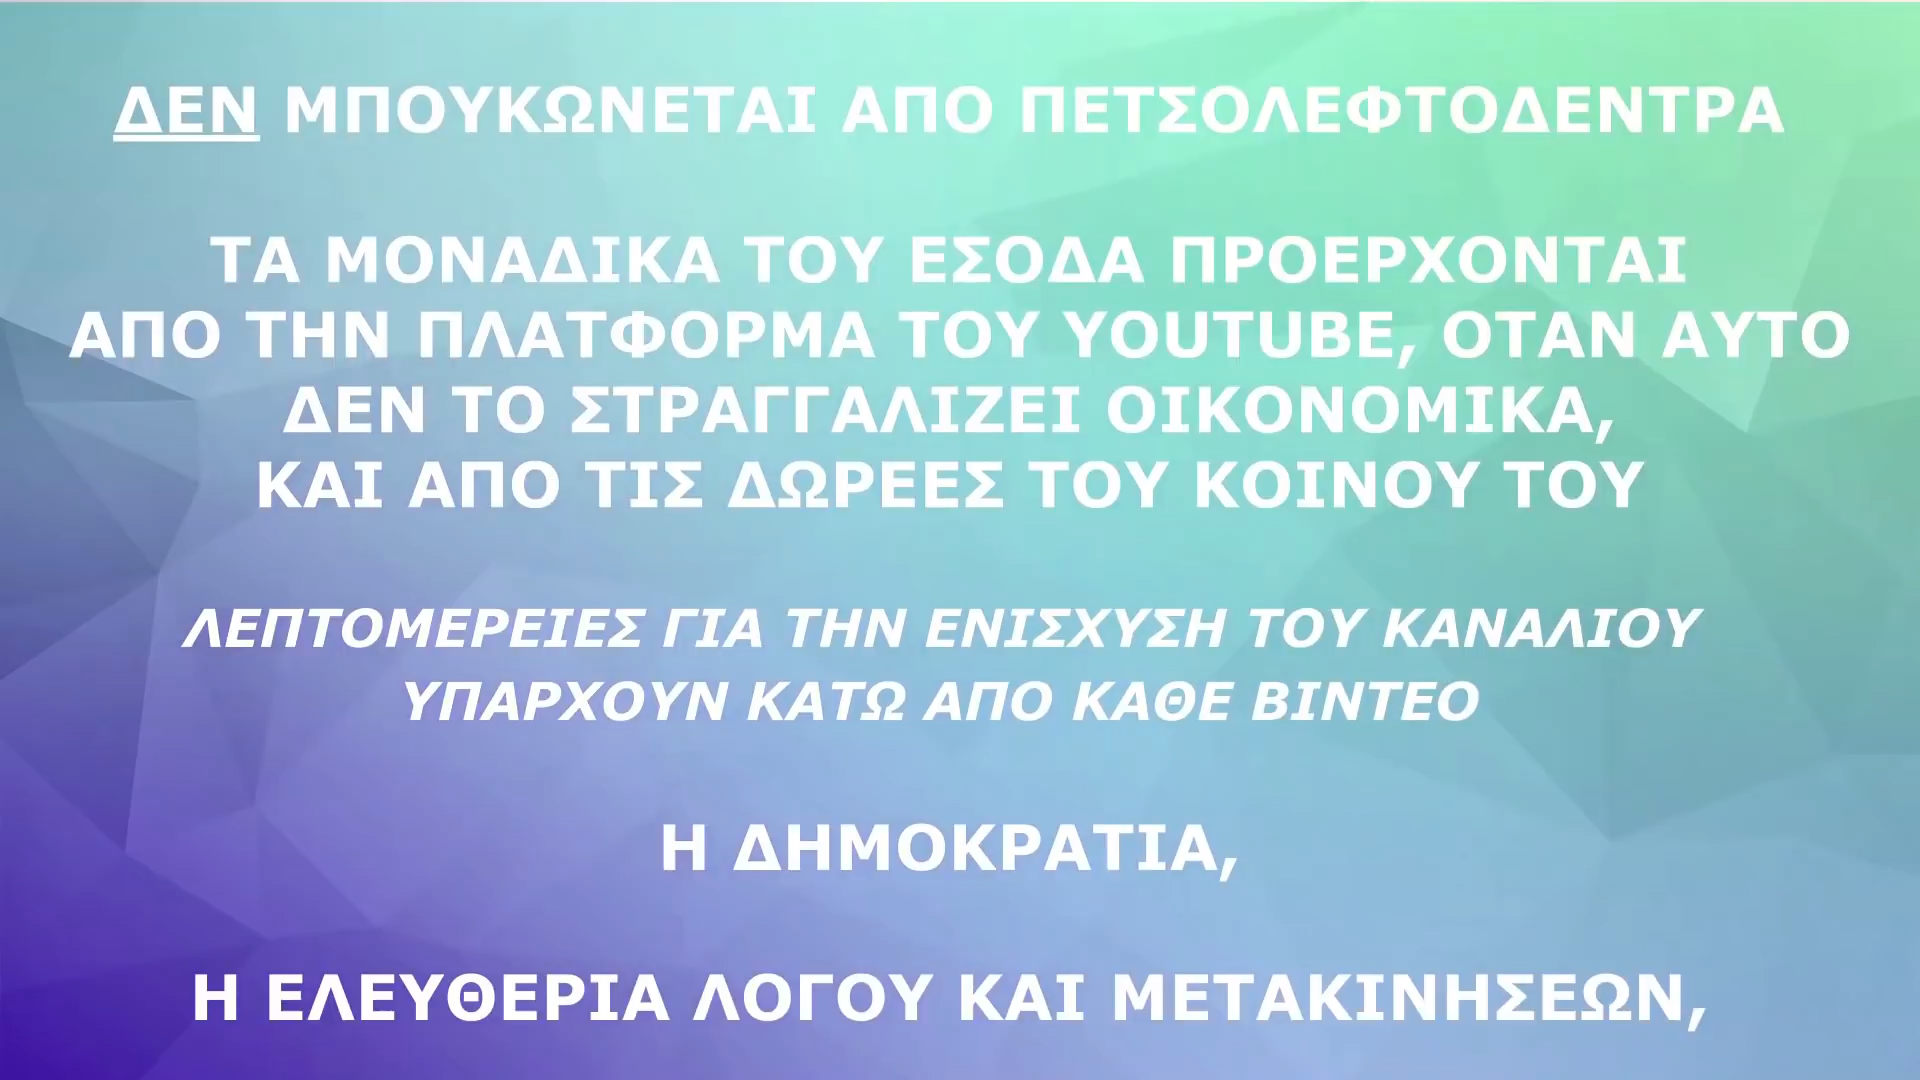 ΔΕΝ ΜΠΟΥΚΩΝΕΤΑΙ ΑΠΟ ΠΕΤΣΟΛΕΦΤΟΔΕΝΤΡΑ
ΤΑ ΜΟΝΑΔΙΚΑ ΤΟΥ ΕΣΟΔΑ ΠΡΟΕΡΧΟΝΤΑΙ
ΑΠΟ ΤΗΝ ΠΛΑΤΦΟΡΜΑ ΤΟΥ YOUTUBE, ΟΤΑΝ ΑΥΤΟ
ΔΕΝ ΤΟ ΣΤΡΑΓΓΑΛΙΖΕΙ ΟΙΚΟΝΟΜΙΚΑ,
ΚΑΙ ΑΠΟ ΤΙΣ ΔΩΡΕΕΣ ΤΟΥ ΚΟΙΝΟΥ ΤΟΥ
ΛΕΠΤΟΜΕΡΕΙΕΣ ΓΙΑ ΤΗΝ ΕΝΙΣΧΥΣΗ ΤΟΥ ΚΑΝΑΛΙΟΥ
ΥΠΑΡΧΟΥΝ ΚΑΤΩ ΑΠΟ ΚΑΘΕ ΒΙΝΤΕΟ
Η ΔΗΜΟΚΡΑΤΙΑ,
Η ΕΛΕΥΘΕΡΙΑ ΛΟΓΟΥ ΚΑΙ ΜΕΤΑΚΙΝΗΣΕΩΝ,